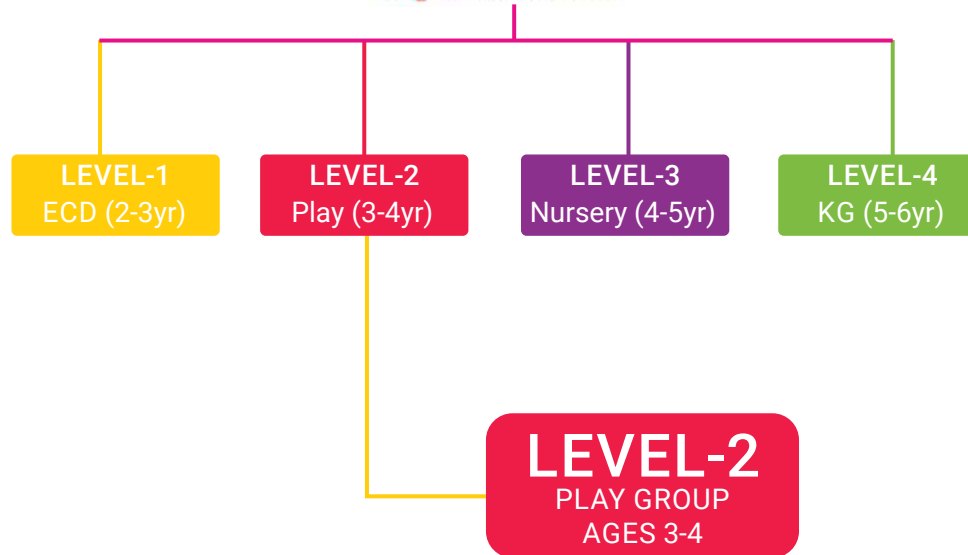 LEVEL-1
ECD (2-3yr)
LEVEL-2
Play (3-4yr)
LEVEL-3
Nursery (4-5yr)
LEVEL-4
KG (5-6yr)
LEVEL-2
PLAY GROUP
AGES 3-4